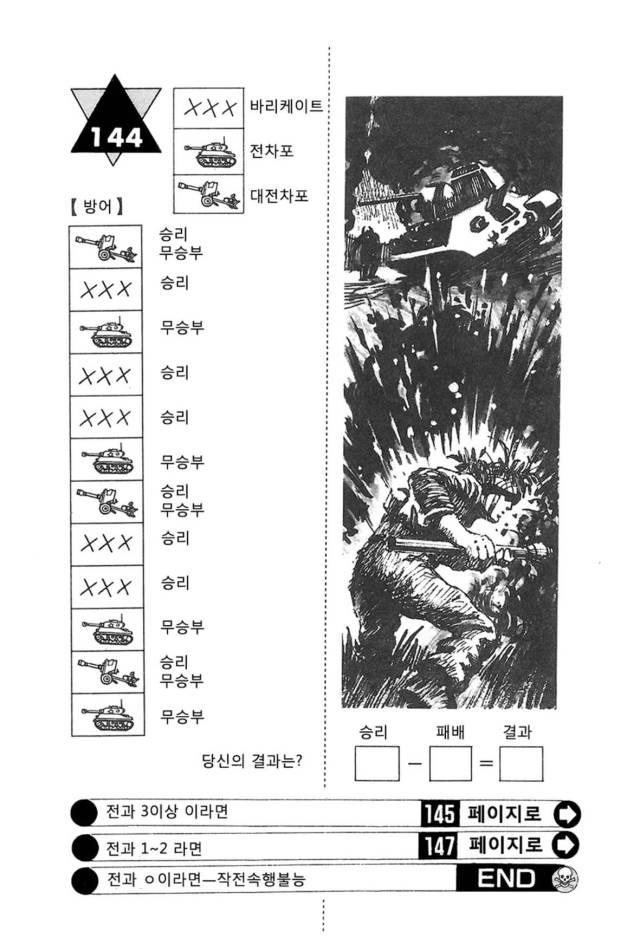 144
XXX 바리케이트
전차포
대전차포
【방어】
승리
무승부
XXX 승리
무승부
XXX 승리
XXX 승리
무승부
승리
무승부
XXX 승리
XXX 승리
무승부
승리
무승부
무승부
당신의 결과는?
승리 패배 결과
− =
전과 3이상 이라면 145 페이지로
전과 1~2 라면 147 페이지로
전과 ㅇ이라면—작전속행불능 END